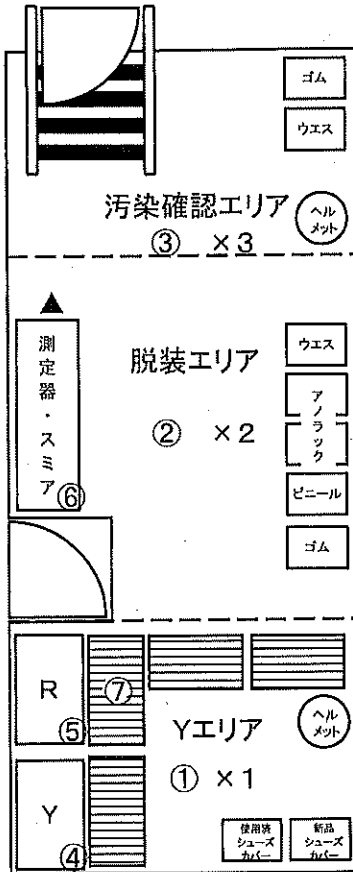 ゴム
ウエス
汚染確認エリア
ヘル
メット
③ ×3
測定器・スミア
⑥
脱装エリア
② ×2
ウエス
アノラック
ビニール
ゴム
R
⑤
⑦
Yエリア
ヘル
メット
① ×1
Y
④
使用済
シューズ
カバー
新品
シューズ
カバー